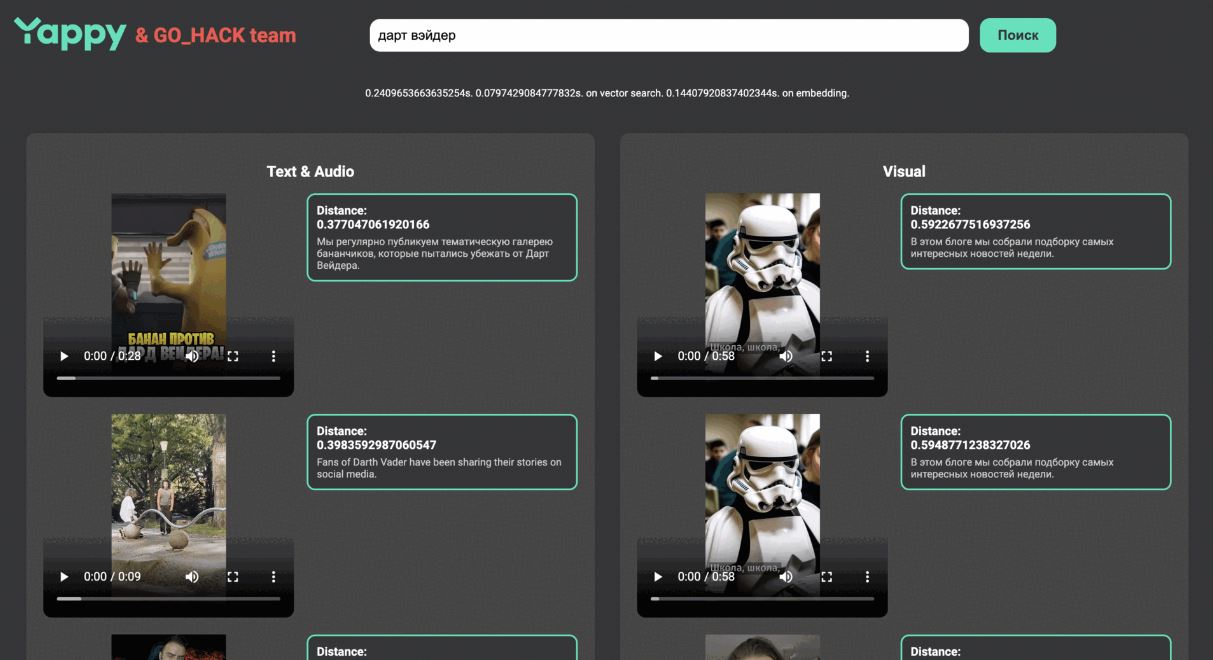 Yappy & GO_HACK team
дарт вэйдер
Поиск
0.2409653663635254s. 0.0797429084777832s. on vector search. 0.14407920837402344s. on embedding.
Text & Audio
БАНАН ПРОТИВ
ДАРД ВЕЙДЕРА!
0:00 / 0:28
Distance:
0.377047061920166
Мы регулярно публикуем тематическую галерею
бананчиков, которые пытались убежать от Дарт
Вейдера.
0:00 / 0:09
Distance:
0.3983592987060547
Fans of Darth Vader have been sharing their stories on
social media.
Distance:
Visual
Школа, школа,
0:00 / 0:58
Distance:
0.5922677516937256
В этом блоге мы собрали подборку самых
интересных новостей недели.
Школа, школа,
0:00 / 0:58
Distance:
0.5948771238327026
В этом блоге мы собрали подборку самых
интересных новостей недели.
Distance: